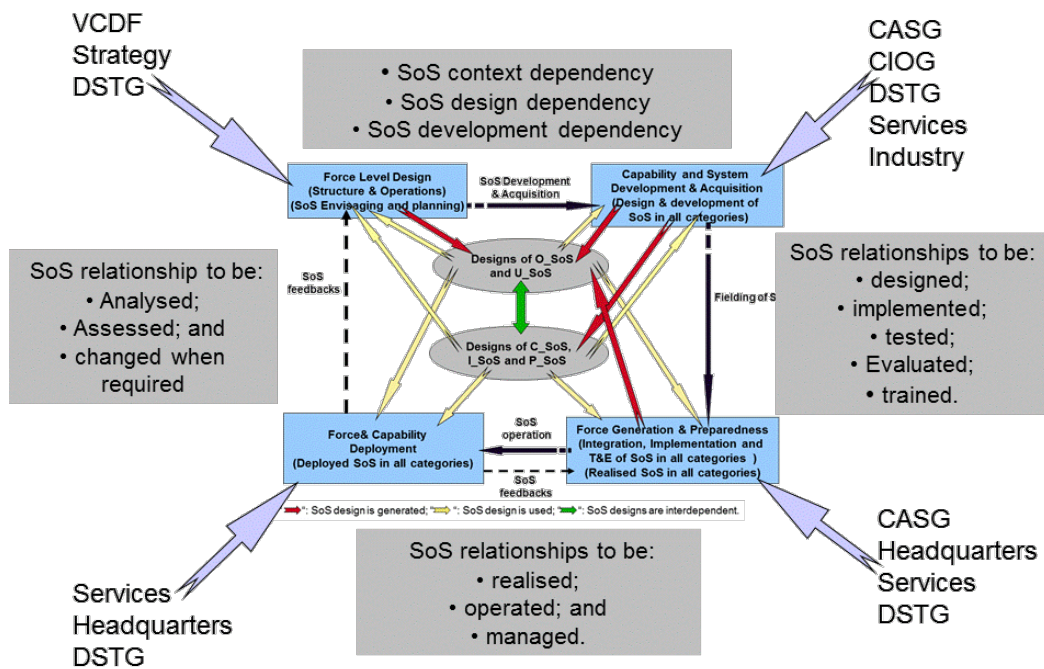 VCDF
Strategy
DSTG
• SoS context dependency
• SoS design dependency
• SoS development dependency
CASG
CIOG
DSTG
Services
Industry
Force Level Design
(Structure & Operations)
(SoS Envisaging and planning)
SoS Development
& Acquisition
Capability and System
Development & Acquisition
(Design & development of
SoS in all categories)
SoS relationship to be:
• Analysed;
• Assessed; and
• changed when
required
SoS
feedbacks
Designs of O_SoS
and U_SoS
Designs of C_SoS,
I_SoS and P_SoS
Fielding of S
SoS relationships to be:
• designed;
• implemented;
• tested;
• Evaluated;
• trained.
Force& Capability
Deployment
(Deployed SoS in all categories)
SoS
operation
SoS
feedbacks
Force Generation & Preparedness
(Integration, Implementation and
T&E of SoS in all categories )
(Realised SoS in all categories)
": SoS design is generated; "": SoS design is used; "": SoS designs are interdependent.
Services
Headquarters
DSTG
SoS relationships to be:
• realised;
• operated; and
• managed.
CASG
Headquarters
Services
DSTG